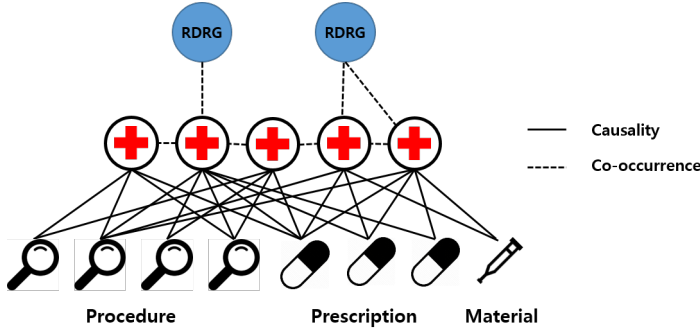 RDRG
RDRG
Causality
Co-occurrence
Procedure
Prescription
Material